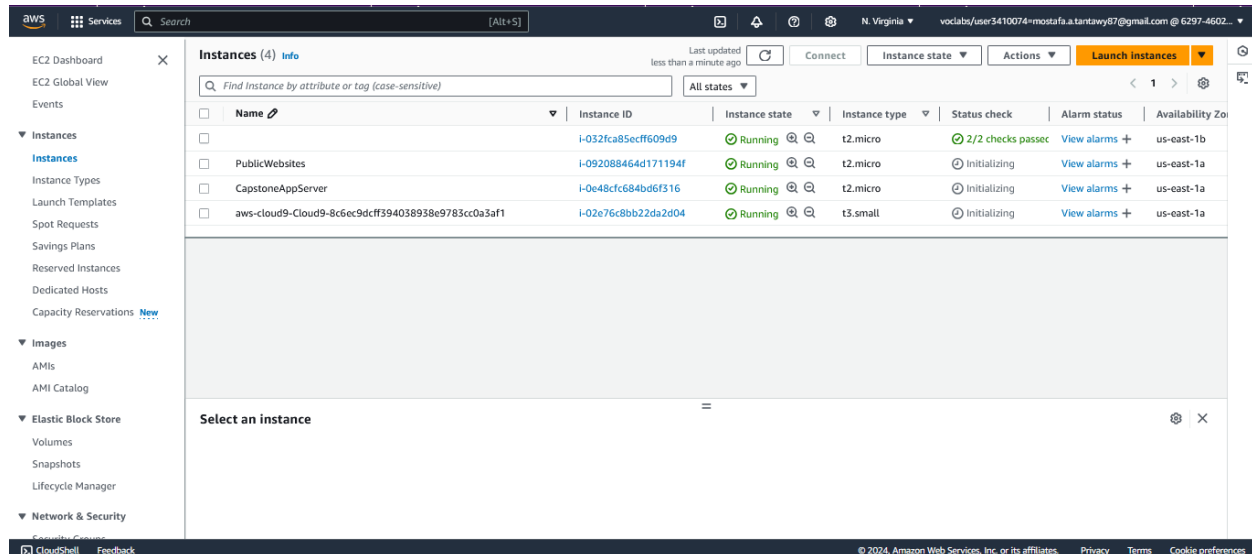 aws Services Search [Alt+S] N. Virginia ▼ voclabs/user3410074=mostafa.a.tantawy87@gmail.com @ 6297-4602... ▼
EC2 Dashboard
EC2 Global View
Events
Instances
Instances
Instance Types
Launch Templates
Spot Requests
Savings Plans
Reserved Instances
Dedicated Hosts
Capacity Reservations New
Images
AMIs
AMI Catalog
Elastic Block Store
Volumes
Snapshots
Lifecycle Manager
Network & Security
Instances (4) Info
Last updated
less than a minute ago
Connect Instance state ▼ Actions ▼ Launch instances ▼
Find Instance by attribute or tag (case-sensitive) All states ▼ < 1 >
Name Instance ID Instance state Instance type Status check Alarm status Availability Zo
i-032fca85ecff609d9 Running t2.micro 2/2 checks passec View alarms + us-east-1b
PublicWebsites i-092088464d171194f Running t2.micro Initializing View alarms + us-east-1a
CapstoneAppServer i-0e48cfc684bd6f316 Running t2.micro Initializing View alarms + us-east-1a
aws-cloud9-Cloud9-8c6ec9dcff394038938e9783cc0a3af1 i-02e76c8bb22da2d04 Running t3.small Initializing View alarms + us-east-1a
Select an instance
CloudShell Feedback © 2024, Amazon Web Services, Inc. or its affiliates. Privacy Terms Cookie preferences